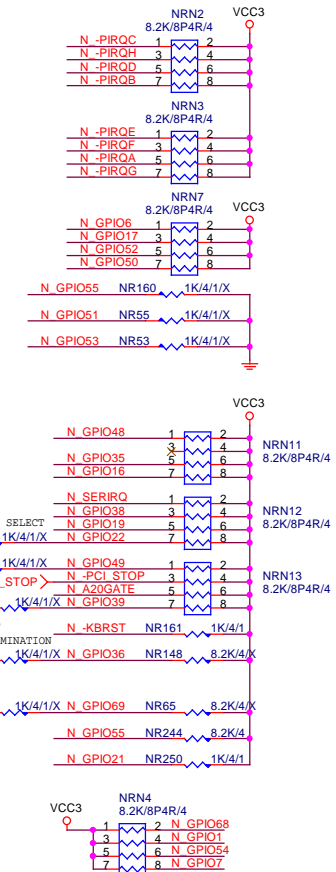 NRN2 VCC3
8.2K/8P4R/4
N_-PIRQC 1 2
N_-PIRQH 3 4
N_-PIRQD 5 6
N_-PIRQB 7 8
NRN3
8.2K/8P4R/4
N_-PIRQE 1 2
N_-PIRQF 3 4
N_-PIRQA 5 6
N_-PIRQG 7 8
NRN7
8.2K/8P4R/4 VCC3
N_GPIO6 1 2
N_GPIO17 3 4
N_GPIO52 5 6
N_GPIO50 7 8
N_GPIO55 NR160 1K/4/1/X
N_GPIO51 NR55 1K/4/1/X
N_GPIO53 NR53 1K/4/1/X
VCC3
N_GPIO48 1 2
3 4 NRN11
N_GPIO35 5 6 8.2K/8P4R/4
N_GPIO16 7 8
N_SERIRQ 1 2
N_GPIO38 3 4 NRN12
SELECT N_GPIO19 5 6 8.2K/8P4R/4
1K/4/1/X N_GPIO22 7 8
1K/4/1/X N_GPIO49 1 2
_STOP N_-PCI_STOP 3 4 NRN13
N_A20GATE 5 6 8.2K/8P4R/4
1K/4/1/X N_GPIO39 7 8
N_-KBRST NR161 1K/4/1
MINATION
1K/4/1/X N_GPIO36 NR148 8.2K/4/X
1K/4/1/X N_GPIO69 NR65 8.2K/4/X
N_GPIO55 NR244 8.2K/4
N_GPIO21 NR250 1K/4/1
NRN4
VCC3 8.2K/8P4R/4
1 2 N_GPIO68
3 4 N_GPIO1
5 6 N_GPIO54
7 8 N_GPIO7